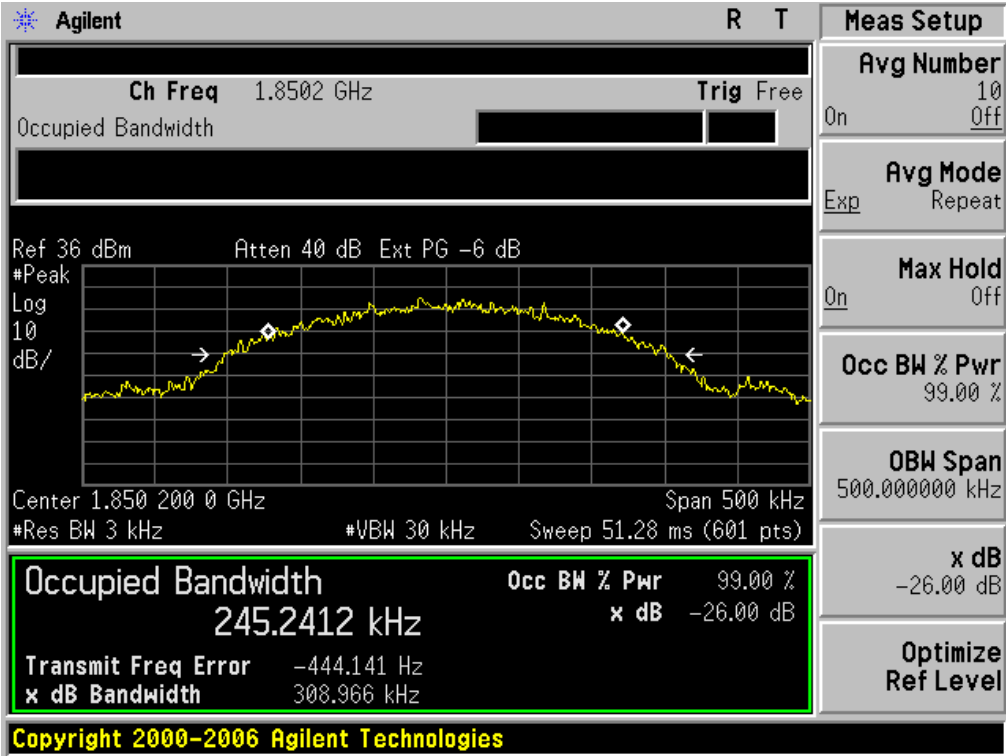 Agilent R T
Ch Freq 1.8502 GHz Trig Free
Occupied Bandwidth
Ref 36 dBm Atten 40 dB Ext PG -6 dB
#Peak
Log
10
dB/
Center 1.850 200 0 GHz Span 500 kHz
#Res BW 3 kHz #VBW 30 kHz Sweep 51.28 ms (601 pts)
Occupied Bandwidth Occ BW % Pwr 99.00 %
245.2412 kHz x dB -26.00 dB
Transmit Freq Error -444.141 Hz
x dB Bandwidth 308.966 kHz
Copyright 2000-2006 Agilent Technologies
Meas Setup
Avg Number
10
On Off
Avg Mode
Exp Repeat
Max Hold
On Off
Occ BW % Pwr
99.00 %
OBW Span
500.000000 kHz
x dB
-26.00 dB
Optimize
Ref Level